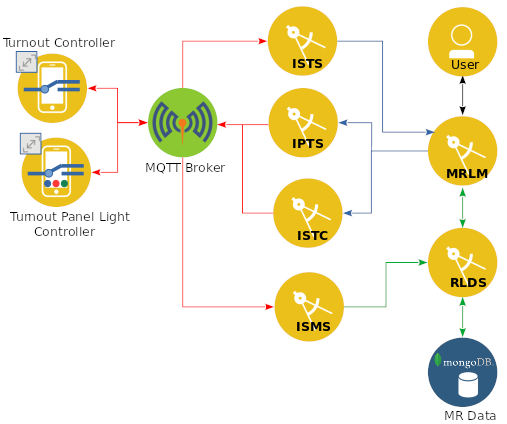 Turnout Controller
Turnout Panel Light
Controller
MQTT Broker
ISTS
IPTS
ISTC
ISMS
User
MRLM
RLDS
mongoDB
MR Data